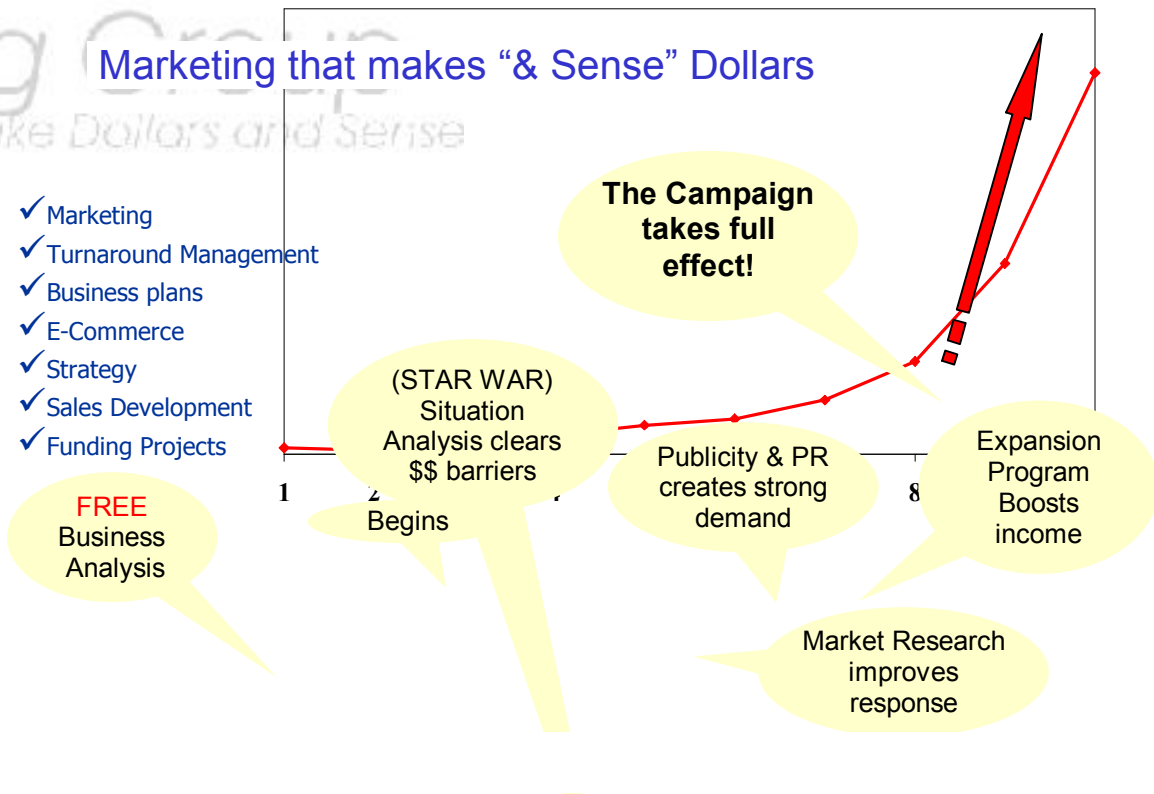 g Group
Marketing that makes “& Sense” Dollars
ke Dollars and Sense
The Campaign
takes full
effect!
Marketing
Turnaround Management
Business plans
E-Commerce
Strategy
Sales Development
Funding Projects
(STAR WAR)
Situation
Analysis clears
$$ barriers
Publicity & PR
creates strong
demand
Expansion
Program
Boosts
income
1
2
8
FREE
Business
Analysis
Begins
Market Research
improves
response